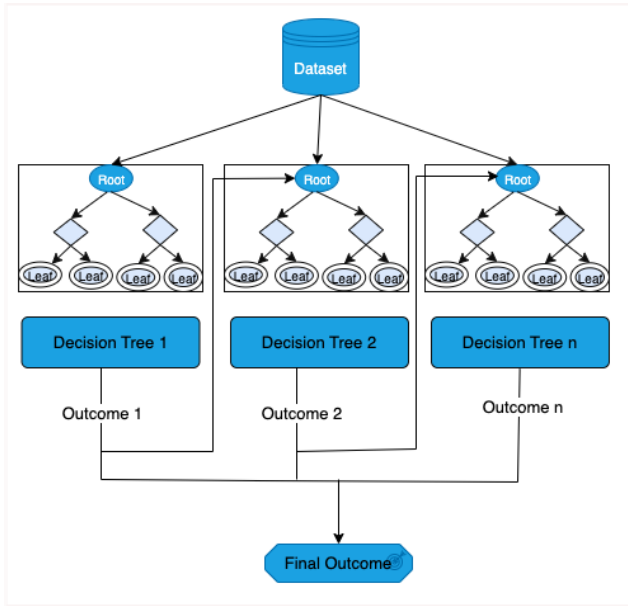 Dataset
Root
Root
Root
Leaf
Leaf
Leaf
Leaf
Leaf
Leaf
Leaf
Leaf
Leaf
Leaf
Leaf
Leaf
Decision Tree 1
Decision Tree 2
Decision Tree n
Outcome 1
Outcome 2
Outcome n
Final Outcome